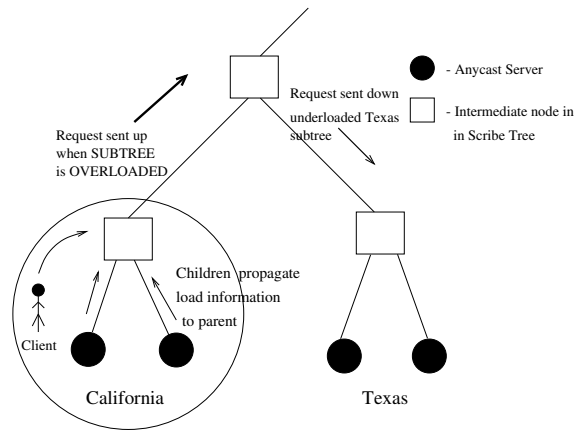 - Anycast Server
Request sent down
underloaded Texas
subtree
- Intermediate node in
in Scribe Tree
Request sent up
when SUBTREE
is OVERLOADED
Children propagate
load information
to parent
Client
California
Texas